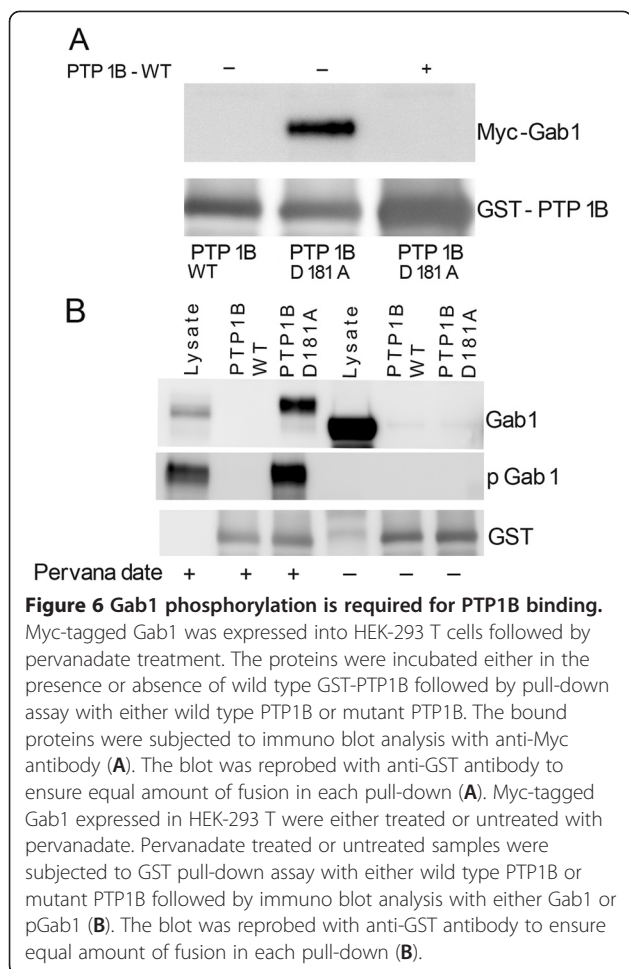 A
PTP 1B - WT – – +
Myc-Gab1
GST - PTP 1B
PTP 1B WT PTP 1B D 181 A PTP 1B D 181 A
B
Lysate PTP1B WT PTP1B D181A Lysate PTP1B WT PTP1B D181A
Gab1
p Gab 1
GST
Pervana date + + + – – –
Figure 6 Gab1 phosphorylation is required for PTP1B binding.
Myc-tagged Gab1 was expressed into HEK-293 T cells followed by
pervanadate treatment. The proteins were incubated either in the
presence or absence of wild type GST-PTP1B followed by pull-down
assay with either wild type PTP1B or mutant PTP1B. The bound
proteins were subjected to immuno blot analysis with anti-Myc
antibody (A). The blot was reprobed with anti-GST antibody to
ensure equal amount of fusion in each pull-down (A). Myc-tagged
Gab1 expressed in HEK-293 T were either treated or untreated with
pervanadate. Pervanadate treated or untreated samples were
subjected to GST pull-down assay with either wild type PTP1B or
mutant PTP1B followed by immuno blot analysis with either Gab1 or
pGab1 (B). The blot was reprobed with anti-GST antibody to ensure
equal amount of fusion in each pull-down (B).